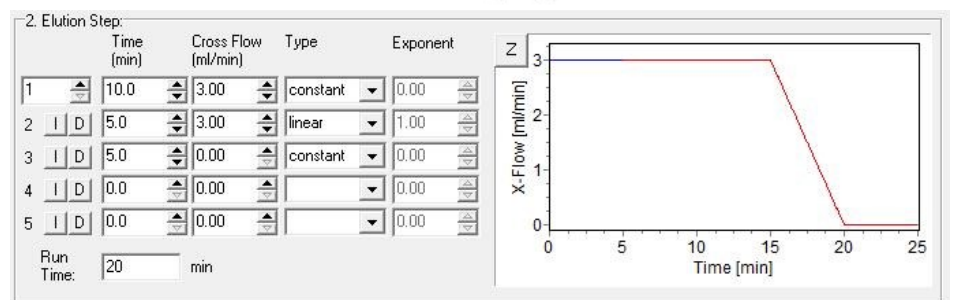 2. Elution Step:
Time (min) Cross Flow (ml/min) Type Exponent
1 10.0 3.00 constant 0.00
2 I D 5.0 3.00 linear 1.00
3 I D 5.0 0.00 constant 0.00
4 I D 0.0 0.00 0.00
5 I D 0.0 0.00 0.00
Run Time: 20 min
Z
X-Flow [ml/min]
3
2
1
0
0 5 10 15 20 25
Time [min]